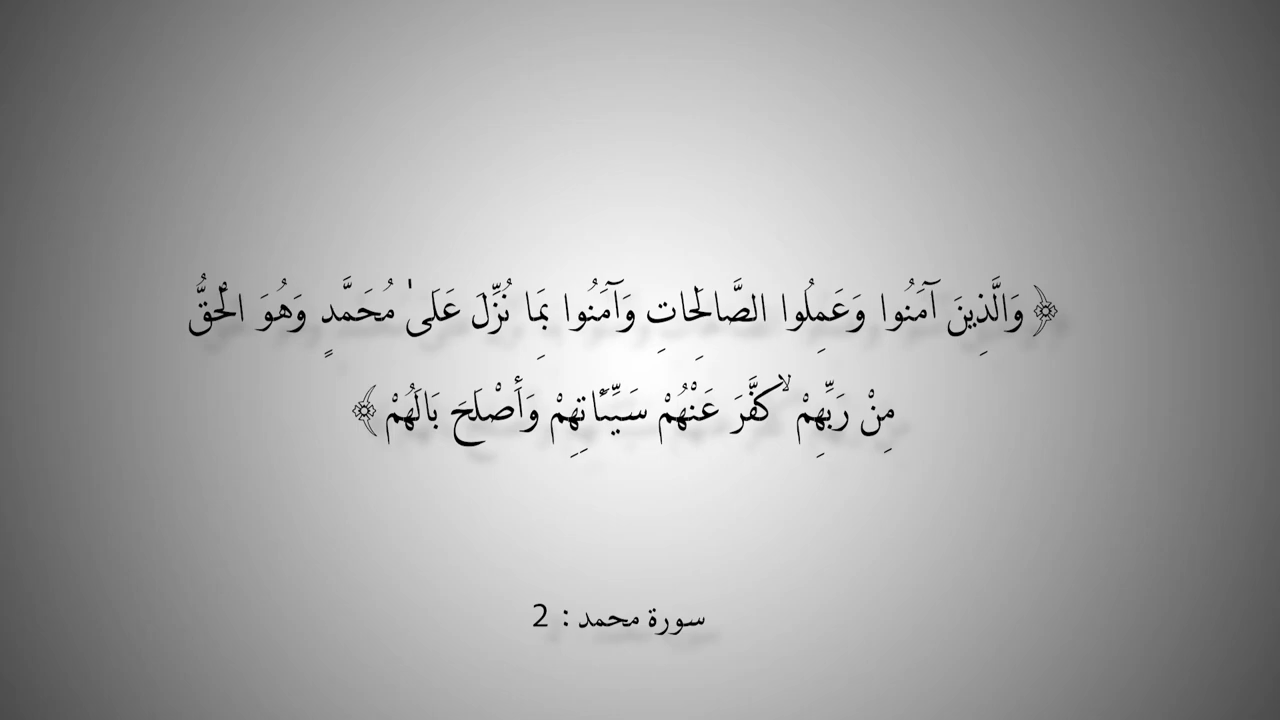 ﴿ وَالَّذِينَ آمَنُوا وَعَمِلُوا الصَّالِحَاتِ وَآمَنُوا بِمَا نُزِّلَ عَلَىٰ مُحَمَّدٍ وَهُوَ الْحَقُّ
مِنْ رَبِّهِمْ ۙ كَفَّرَ عَنْهُمْ سَيِّئَاتِهِمْ وَأَصْلَحَ بَالَهُمْ ﴾
سورة محمد : 2